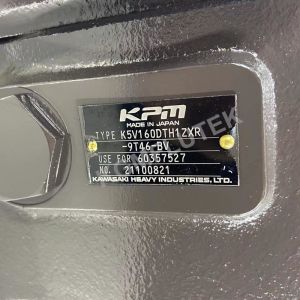 KPM
MADE IN JAPAN
TYPE K5V160DTH1ZXR
-9T46-BV
USE FOR 60357527
NO. 21100821
KAWASAKI HEAVY INDUSTRIES, LTD.